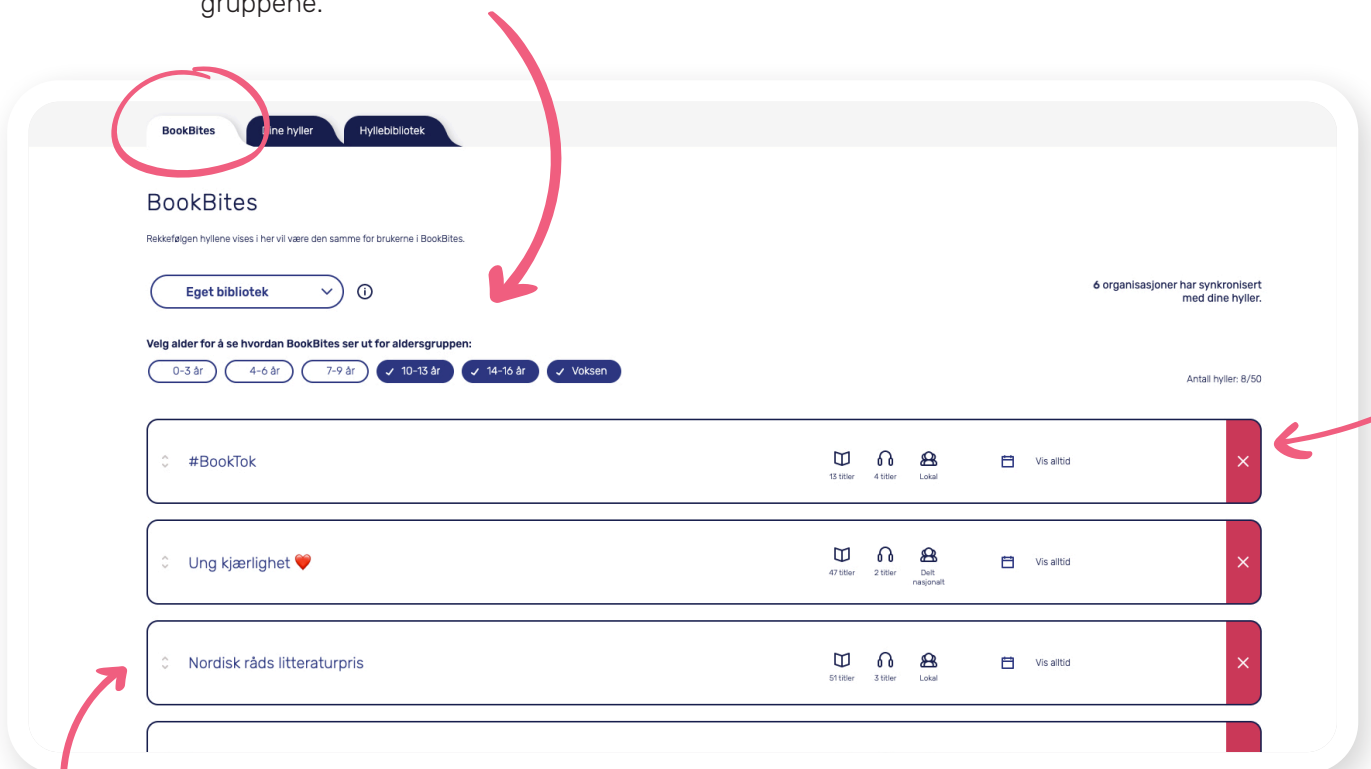 gruppene.
BookBites
Dine hyller
Hyllebibliotek
BookBites
Rekkefølgen hyllene vises i her vil være den samme for brukerne i BookBites.
Eget bibliotek
6 organisasjoner har synkronisert
med dine hyller.
Velg alder for å se hvordan BookBites ser ut for aldersgruppen:
0-3 år
4-6 år
7-9 år
10-13 år
14-16 år
Voksen
Antall hyller: 8/50
#BookTok
13 titler
4 titler
Lokal
Vis alltid
Ung kjærlighet ❤️
47 titler
2 titler
Delt
nasjonalt
Vis alltid
Nordisk råds litteraturpris
51 titler
3 titler
Lokal
Vis alltid